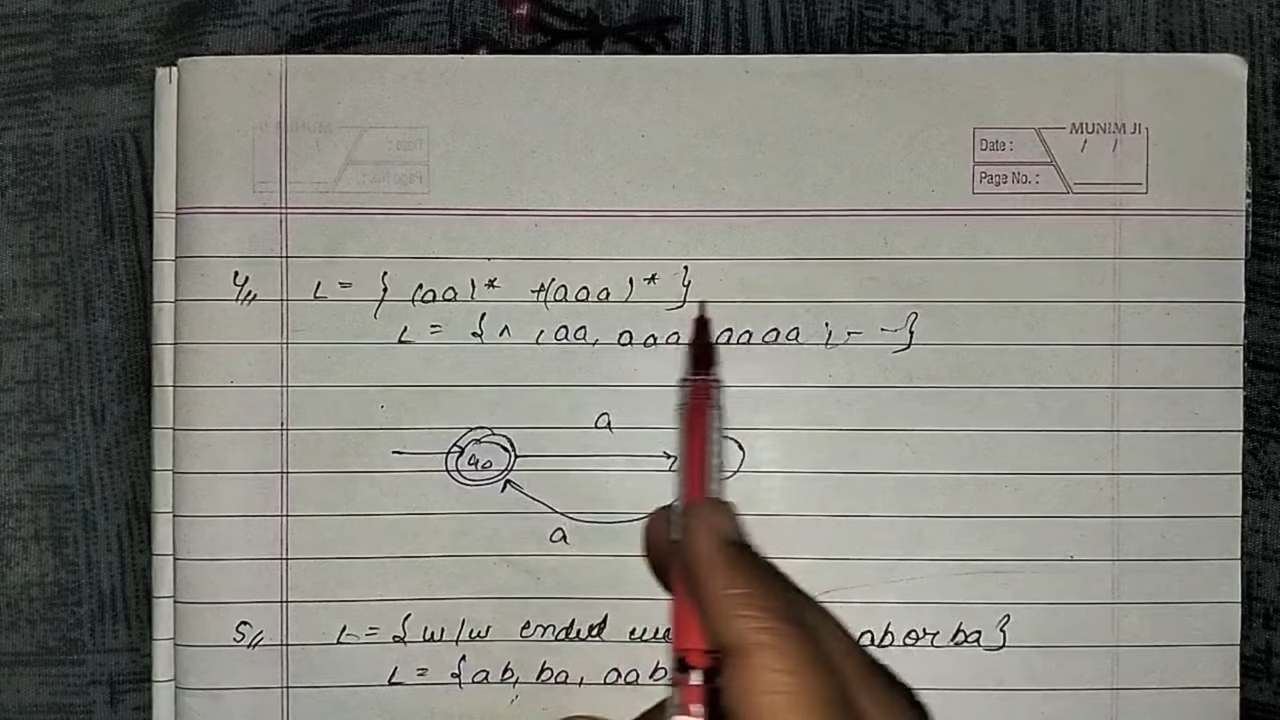 MUNIM JI
Date : / /
Page No. :
4// L = { (aa)* +(aaa)* }
L = {^ , aa, aaa aaaa , - - }
a
q0
a
5// L = {w/w ended ab or ba}
L = {ab, ba, aab